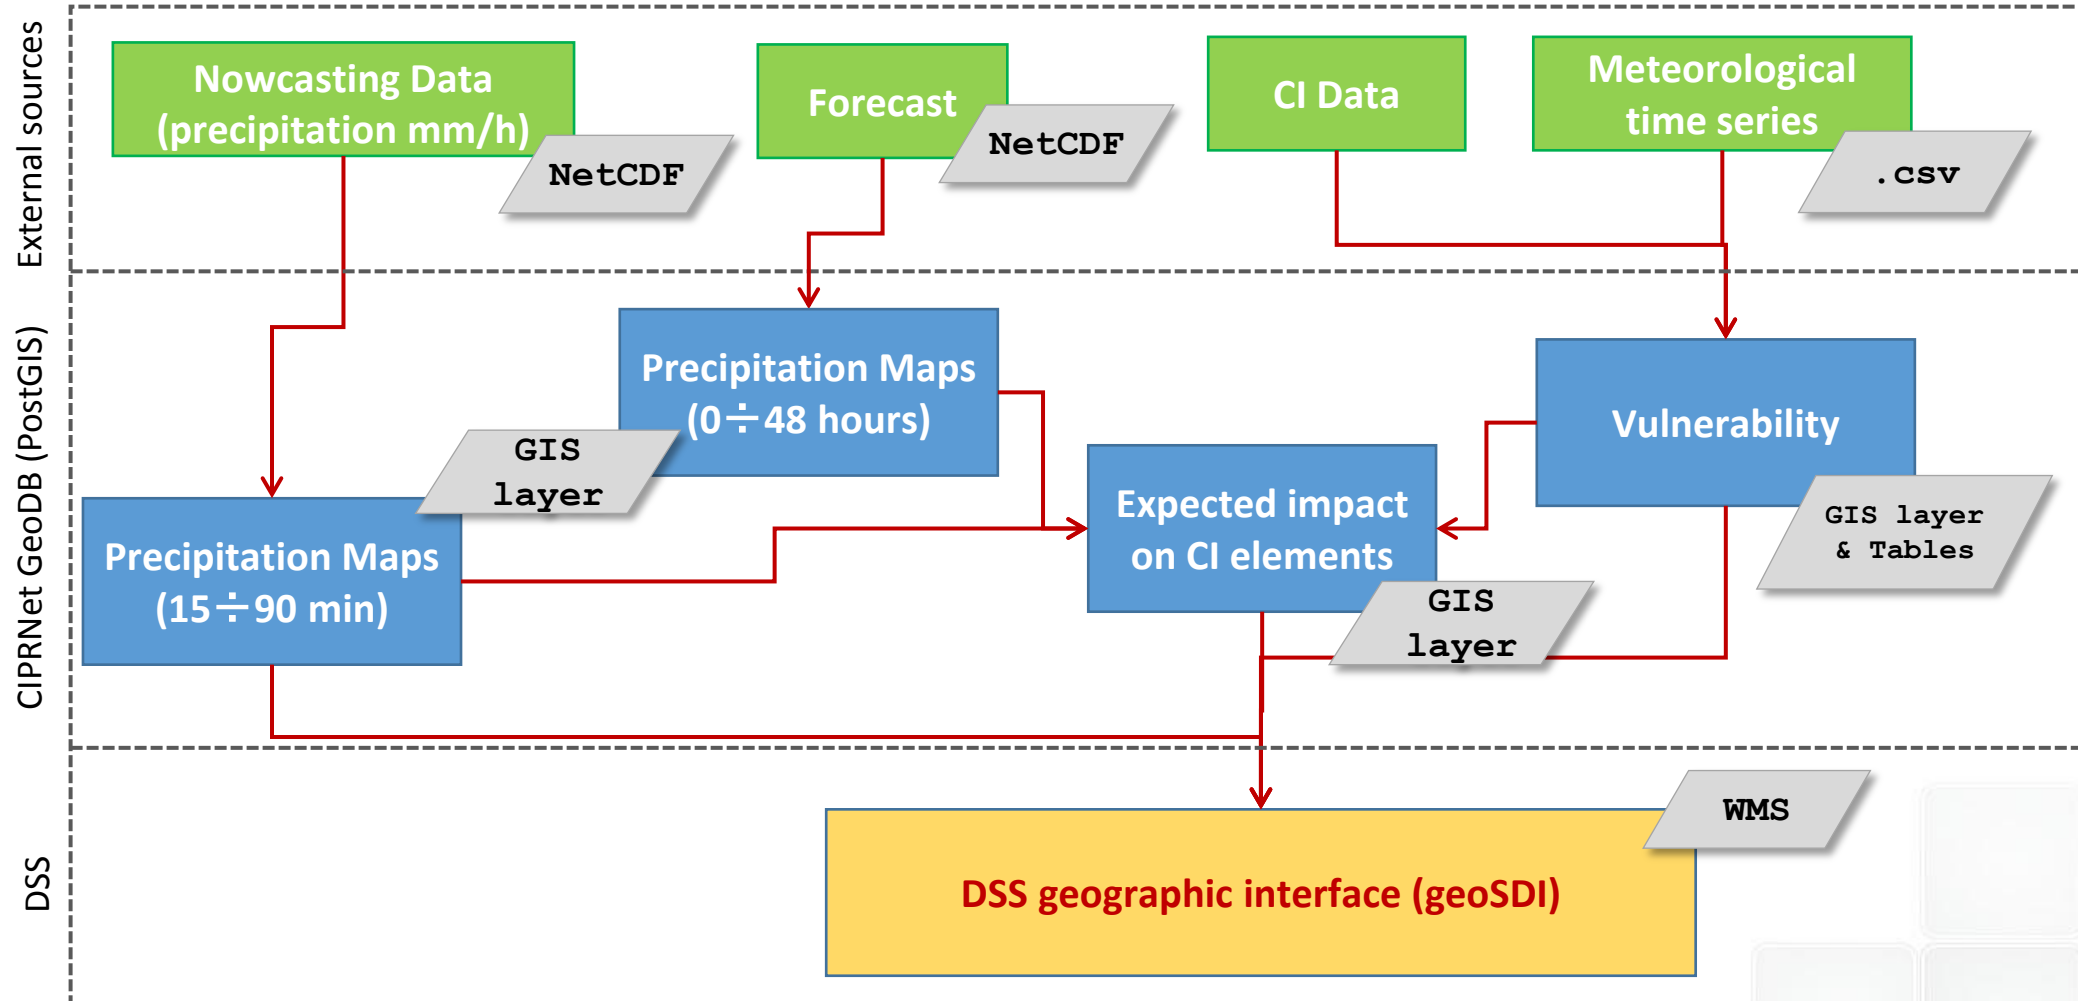 External sources
Nowcasting Data
(precipitation mm/h)
NetCDF
Forecast
NetCDF
CI Data
Meteorological
time series
.csv
CIPRNet GeoDB (PostGIS)
Precipitation Maps
(0÷48 hours)
GIS
layer
Precipitation Maps
(15÷90 min)
Expected impact
on CI elements
GIS
layer
Vulnerability
GIS layer
& Tables
DSS
WMS
DSS geographic interface (geoSDI)